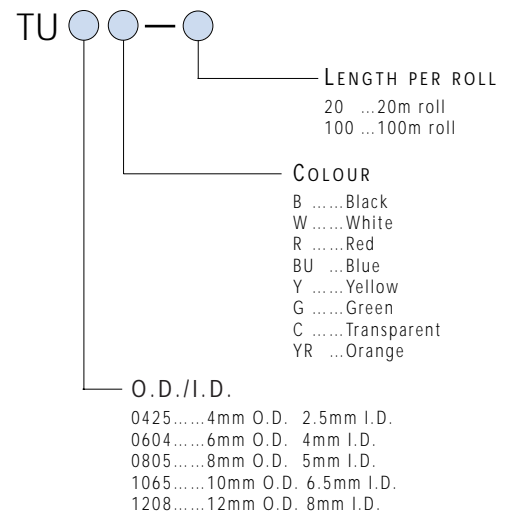 TU —
LENGTH PER ROLL
20 ...20m roll
100 ...100m roll
COLOUR
B ......Black
W ......White
R ......Red
BU ...Blue
Y ......Yellow
G ......Green
C ......Transparent
YR ...Orange
O.D./I.D.
0425......4mm O.D. 2.5mm I.D.
0604......6mm O.D. 4mm I.D.
0805......8mm O.D. 5mm I.D.
1065......10mm O.D. 6.5mm I.D.
1208......12mm O.D. 8mm I.D.